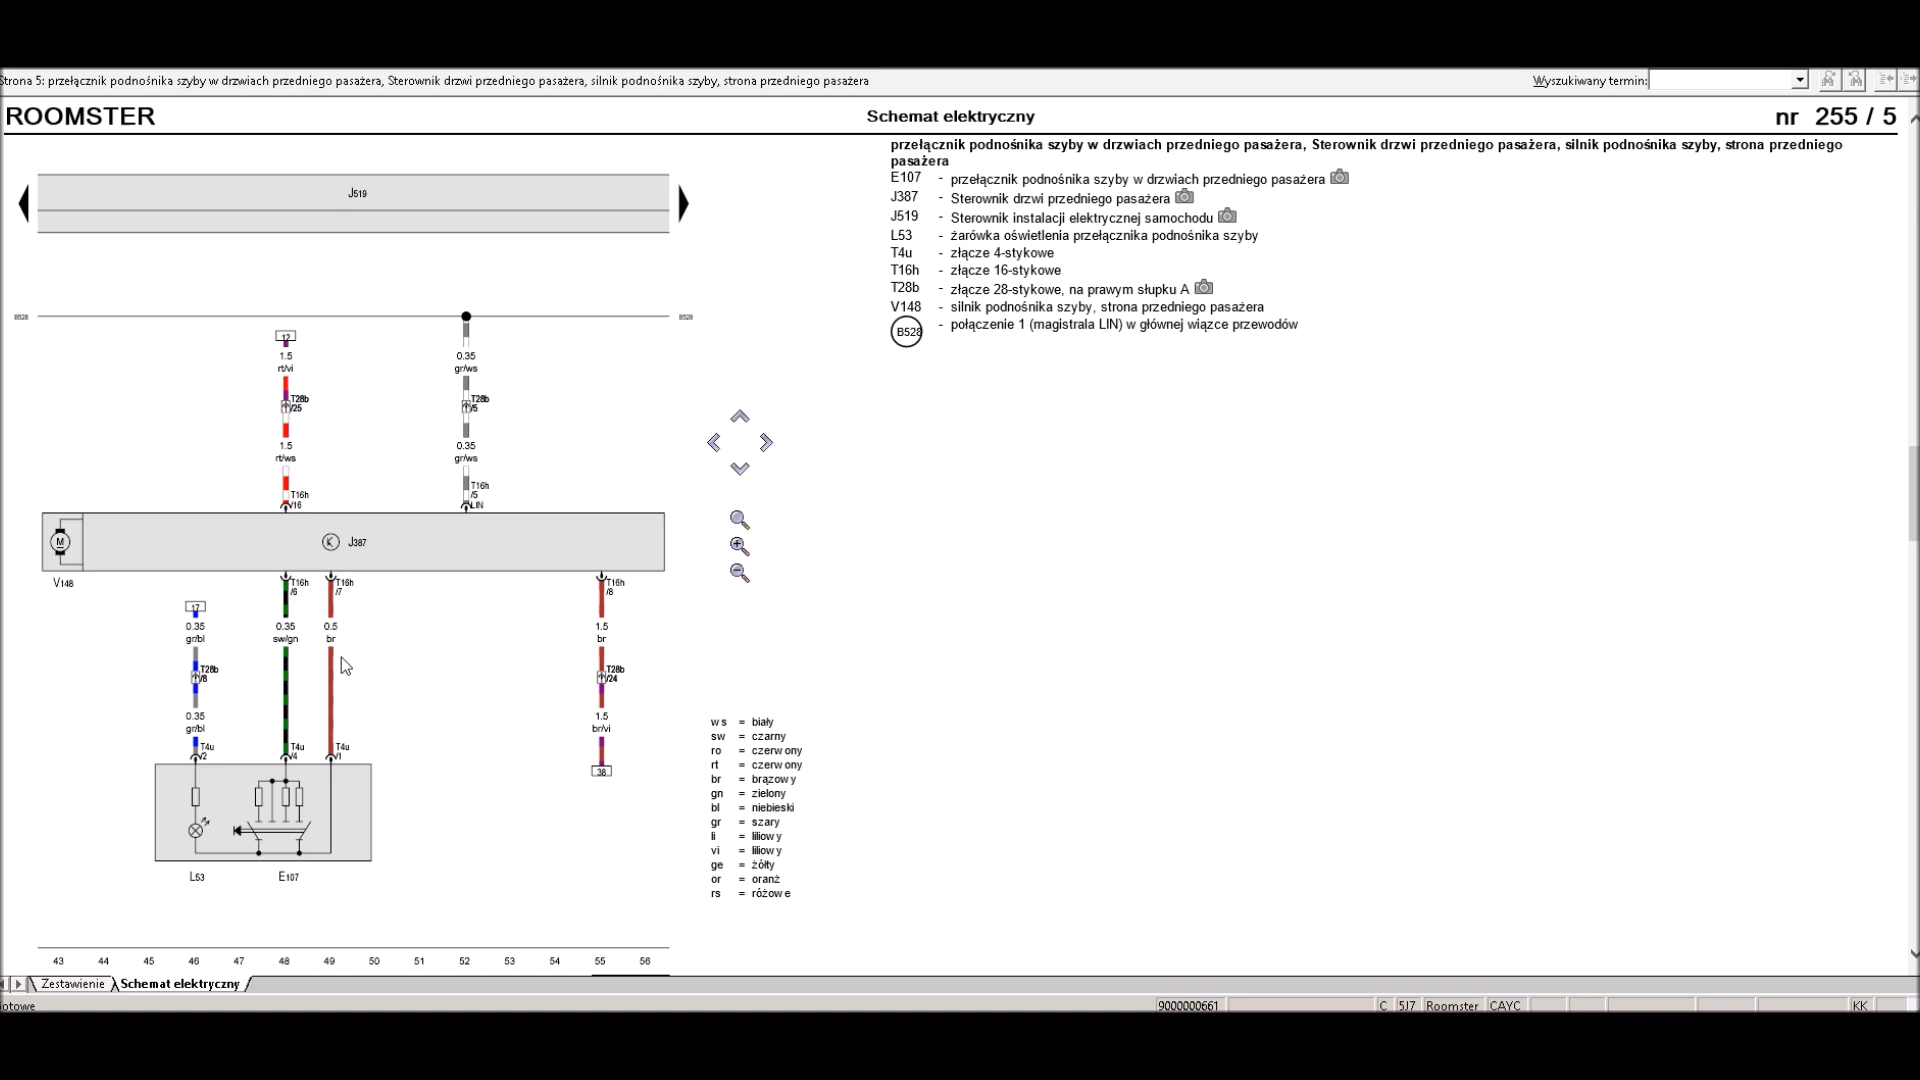 Strona 5: przełącznik podnośnika szyby w drzwiach przedniego pasażera, Sterownik drzwi przedniego pasażera, silnik podnośnika szyby, strona przedniego pasażera
Wyszukiwany termin:
ROOMSTER
Schemat elektryczny
nr 255 / 5
przełącznik podnośnika szyby w drzwiach przedniego pasażera, Sterownik drzwi przedniego pasażera, silnik podnośnika szyby, strona przedniego
pasażera
E107 - przełącznik podnośnika szyby w drzwiach przedniego pasażera
J387 - Sterownik drzwi przedniego pasażera
J519 - Sterownik instalacji elektrycznej samochodu
L53 - żarówka oświetlenia przełącznika podnośnika szyby
T4u - złącze 4-stykowe
T16h - złącze 16-stykowe
T28b - złącze 28-stykowe, na prawym słupku A
V148 - silnik podnośnika szyby, strona przedniego pasażera
B528 - połączenie 1 (magistrala LIN) w głównej wiązce przewodów
J519
B528
B528
12
1.5
rt/vi
0.35
gr/ws
T28b
/25
T28b
/5
1.5
rt/ws
0.35
gr/ws
T16h
/16
T16h
/5
LIN
M
K
J387
V148
T16h
/6
T16h
/7
T16h
/8
17
0.35
gr/bl
0.35
sw/gn
0.5
br
1.5
br
T28b
/8
T28b
/24
0.35
gr/bl
1.5
br/vi
T4u
/2
T4u
/4
T4u
/1
38
L53
E107
ws = biały
sw = czarny
ro = czerwony
rt = czerwony
br = brązowy
gn = zielony
bl = niebieski
gr = szary
li = liliowy
vi = liliowy
ge = żółty
or = oranż
rs = różowe
43 44 45 46 47 48 49 50 51 52 53 54 55 56
Zestawienie
Schemat elektryczny
otowe
9000000661
C
5J7
Roomster
CAYC
KK